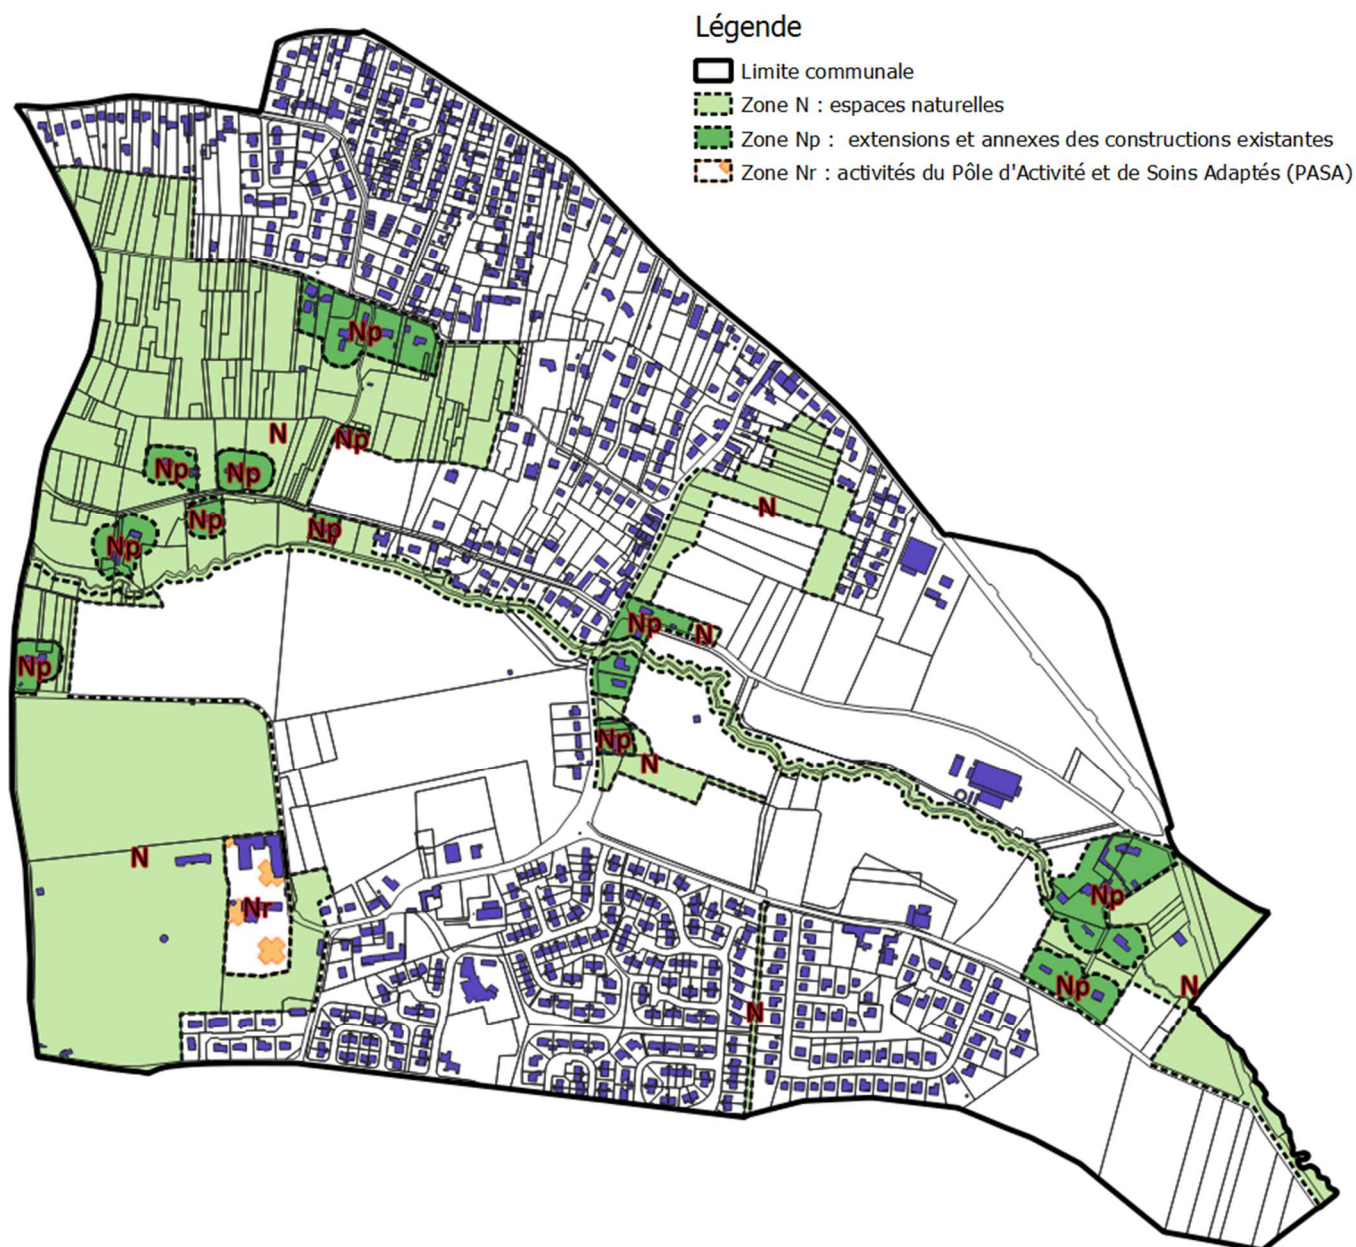 Légende
Limite communale
Zone N : espaces naturelles
Zone Np : extensions et annexes des constructions existantes
Zone Nr : activités du Pôle d'Activité et de Soins Adaptés (PASA)
Np
N
Np
Np
Np
N
Np
Np
Np
Np
N
Np
Np
N
N
Np
Nr
Np
N
N